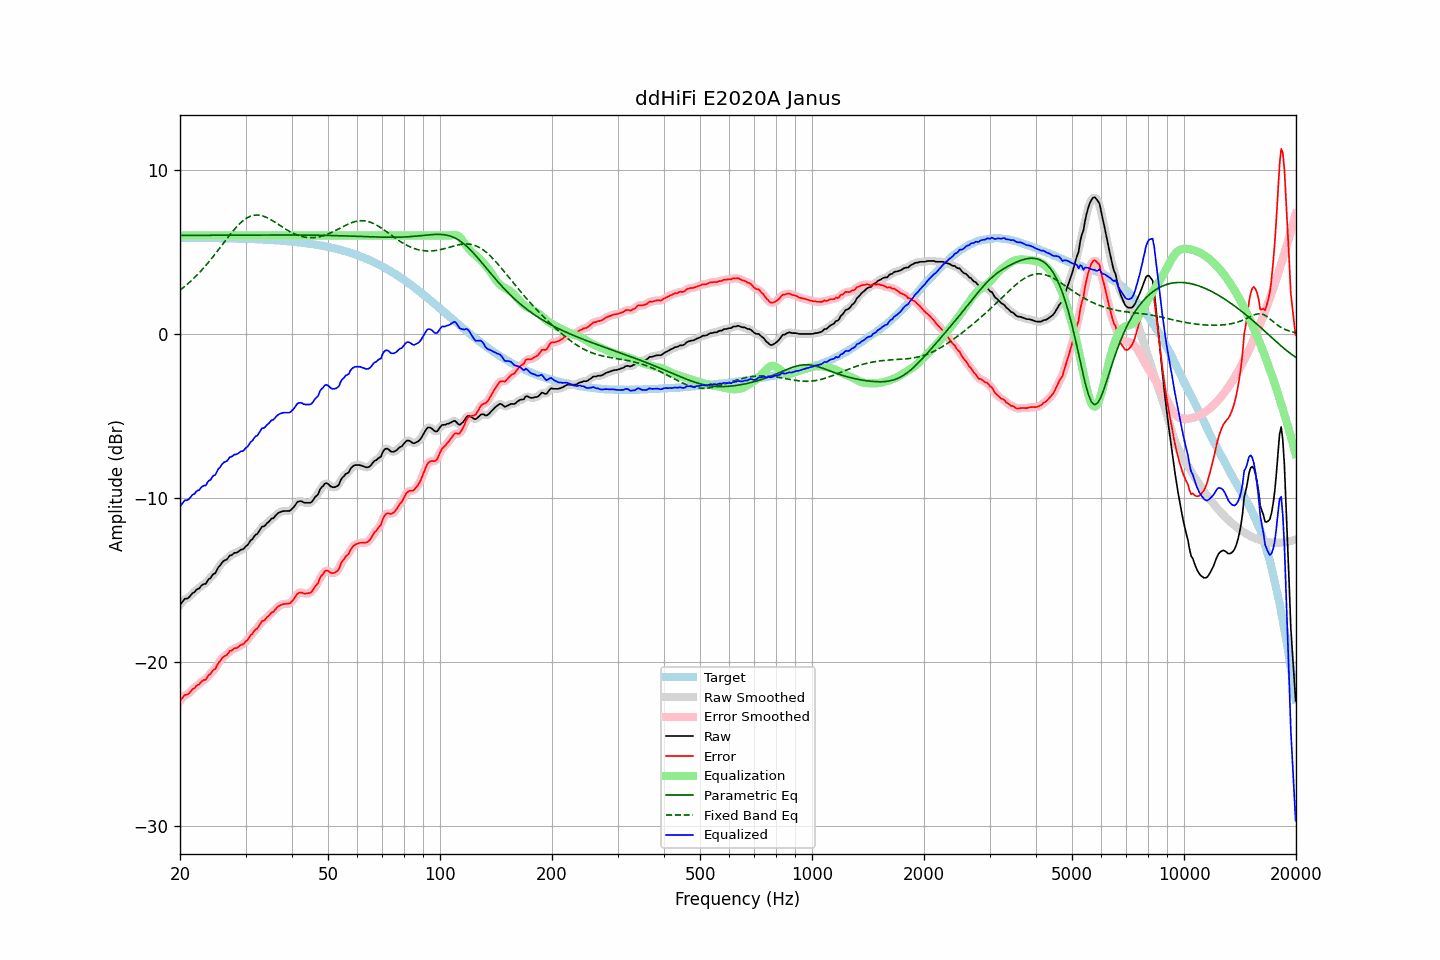 ddHiFi E2020A Janus
10
0
−10
−20
−30
Amplitude (dBr)
20
50
100
200
500
1000
2000
5000
10000
20000
Frequency (Hz)
Target
Raw Smoothed
Error Smoothed
Raw
Error
Equalization
Parametric Eq
Fixed Band Eq
Equalized